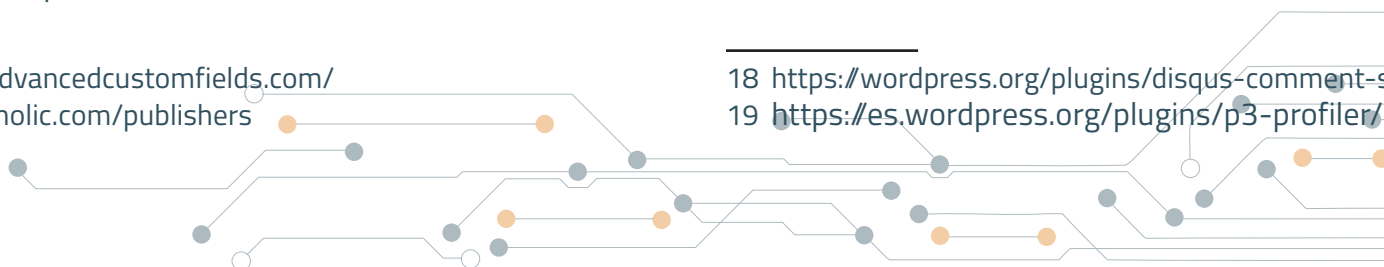 dvancedcustomfields.com/
holic.com/publishers
18 https://wordpress.org/plugins/disqus-comment-s
19 https://es.wordpress.org/plugins/p3-profiler/